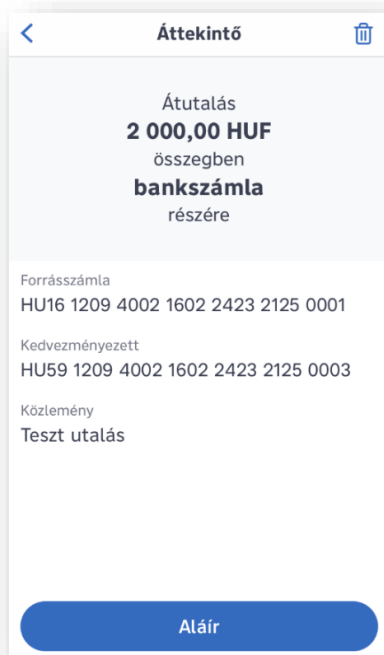 Áttekintő
Átutalás
2 000,00 HUF
összegben
bankszámla
részére
Forrásszámla
HU16 1209 4002 1602 2423 2125 0001
Kedvezményezett
HU59 1209 4002 1602 2423 2125 0003
Közlemény
Teszt utalás
Aláír